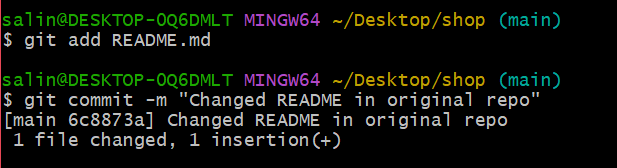 salin@DESKTOP-OQ6DMLT MINGW64 ~/Desktop/shop (main)
$ git add README.md
salin@DESKTOP-OQ6DMLT MINGW64 ~/Desktop/shop (main)
$ git commit -m "Changed README in original repo"
[main 6c8873a] Changed README in original repo
 1 file changed, 1 insertion(+)